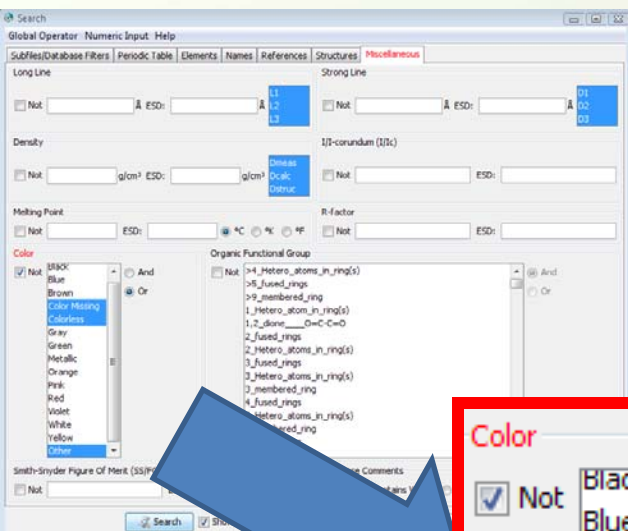 Search
Global Operator Numeric Input Help
Subfiles/Database Filters Periodic Table Elements Names References Structures Miscellaneous
Long Line Strong Line
Not Å ESD: Å L1 L2 L3 Not Å ESD: Å D1 D2 D3
Density I/I-corundum (I/Ic)
Not g/cm³ ESD: g/cm³ Dmeas Dcalc Dstruc Not ESD:
Melting Point R-factor
Not ESD: °C °K °F Not ESD:
Color Organic Functional Group
Not Black And Not >4_Hetero_atoms_in_ring(s) And
Blue >5_fused_rings
Brown Or >9_membered_ring Or
Color Missing 1_Hetero_atom_in_ring(s)
Colorless 1,2_dione____O=C-C=O
Gray 2_fused_rings
Green 2_Hetero_atoms_in_ring(s)
Metallic 3_fused_rings
Orange 3_Hetero_atoms_in_ring(s)
Pink 3_membered_ring
Red 4_fused_rings
Violet Hetero_atoms_in_ring(s)
White
Yellow
Other
Smith-Snyder Figure Of Merit Comments
Not
Search
Color
Not Black
Blue